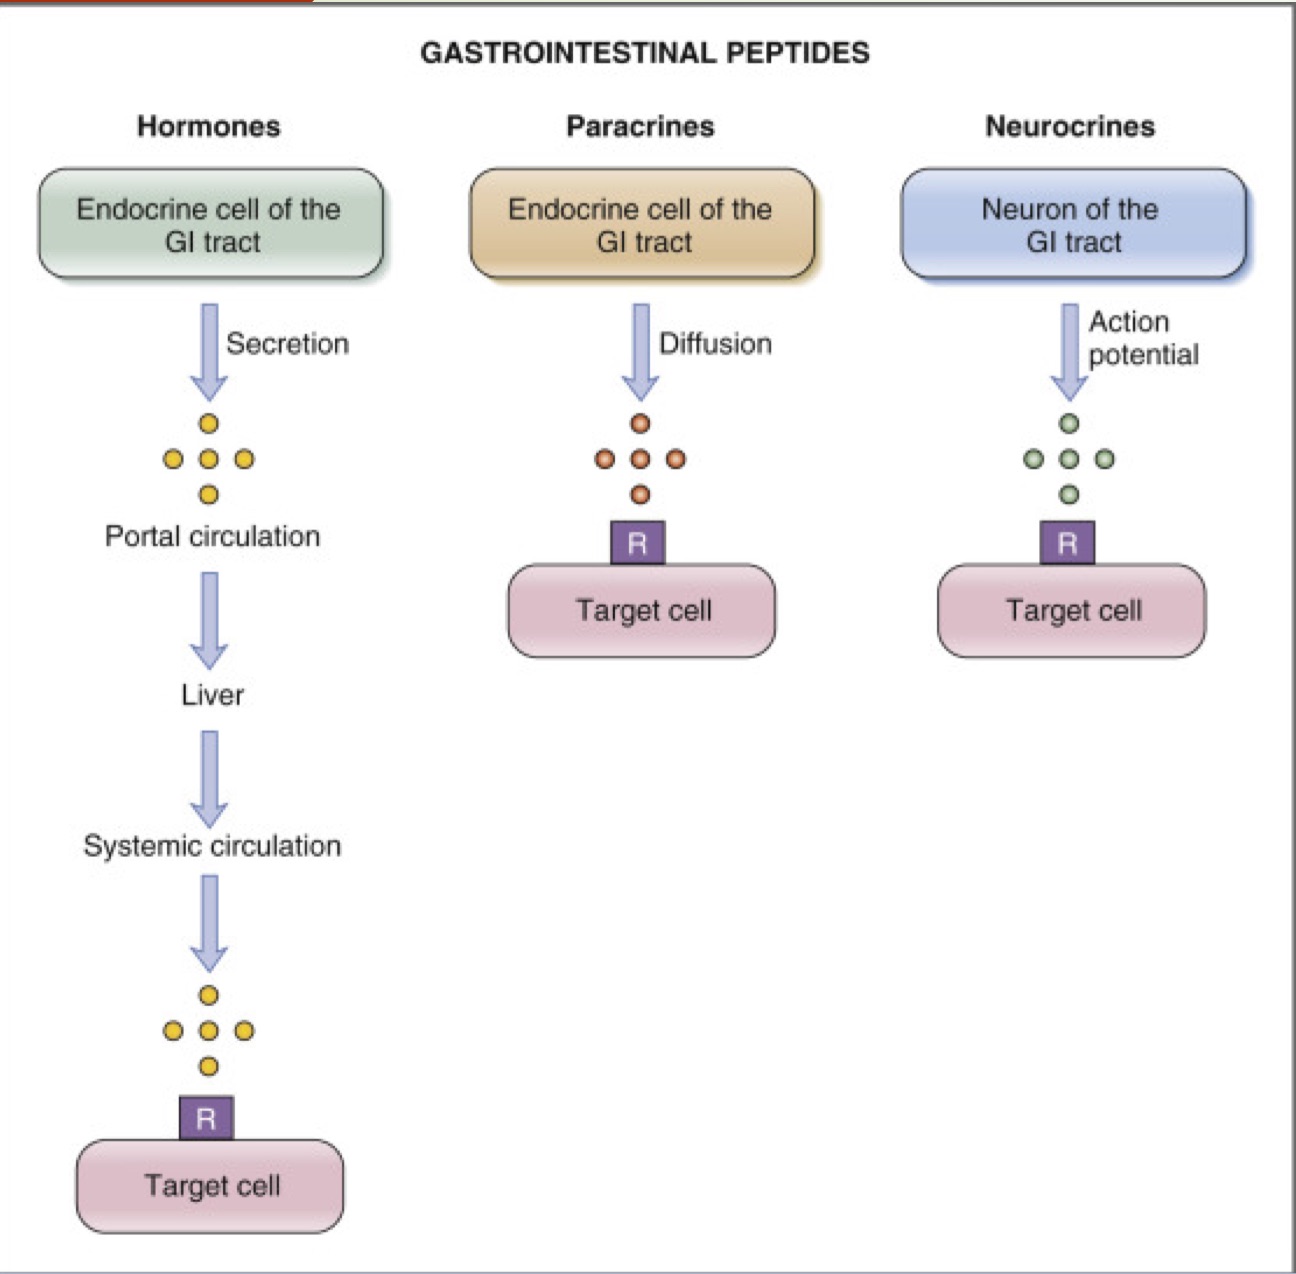 GASTROINTESTINAL PEPTIDES
Hormones
Endocrine cell of the
GI tract
Secretion
Portal circulation
Liver
Systemic circulation
R
Target cell
Paracrines
Endocrine cell of the
GI tract
Diffusion
R
Target cell
Neurocrines
Neuron of the
GI tract
Action
potential
R
Target cell